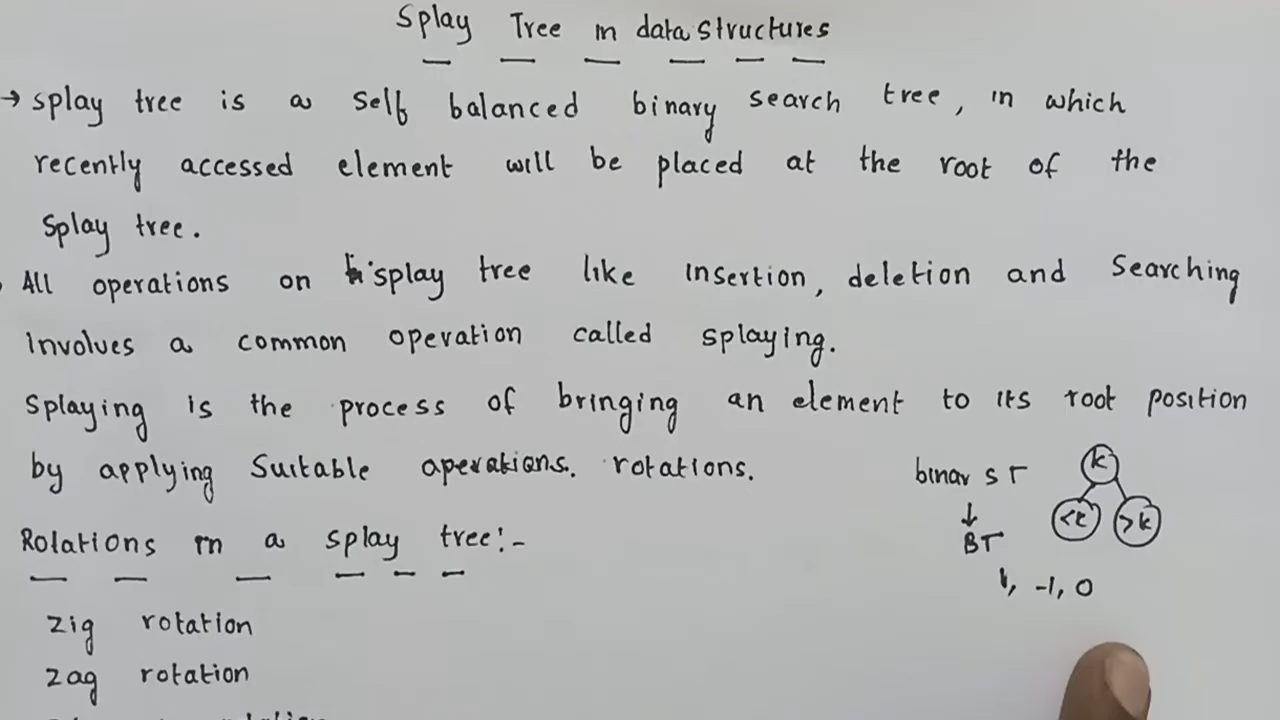 Splay Tree in data structures
→ splay tree is a self balanced binary search tree, in which
recently accessed element will be placed at the root of the
Splay tree.
All operations on splay tree like insertion, deletion and Searching
involves a common operation called splaying.
Splaying is the process of bringing an element to its root position
by applying Suitable operations. rotations.
binar S T
↓
BT
1, -1, 0
K
>k
Rotations in a splay tree:-
zig rotation
zag rotation